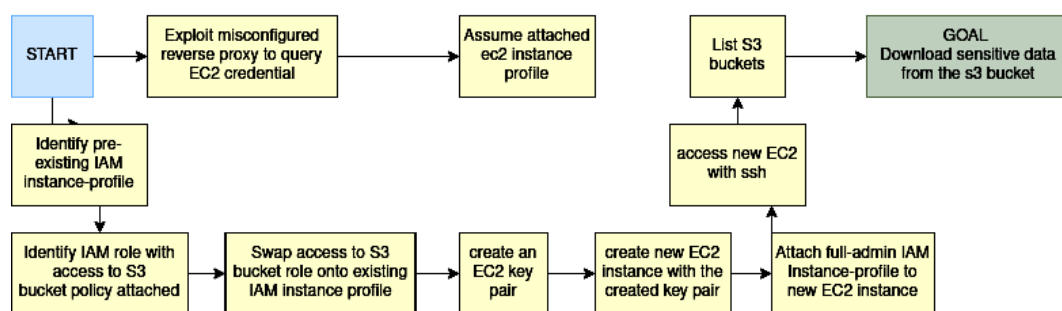 START
Exploit misconfigured
reverse proxy to query
EC2 credential
Assume attached
ec2 instance
profile
List S3
buckets
GOAL
Download sensitive data
from the s3 bucket
Identify pre-
existing IAM
instance-profile
access new EC2
with ssh
Identify IAM role with
access to S3
bucket policy attached
Swap access to S3
bucket role onto existing
IAM instance profile
create an
EC2 key
pair
create new EC2
instance with the
created key pair
Attach full-admin IAM
Instance-profile to
new EC2 instance